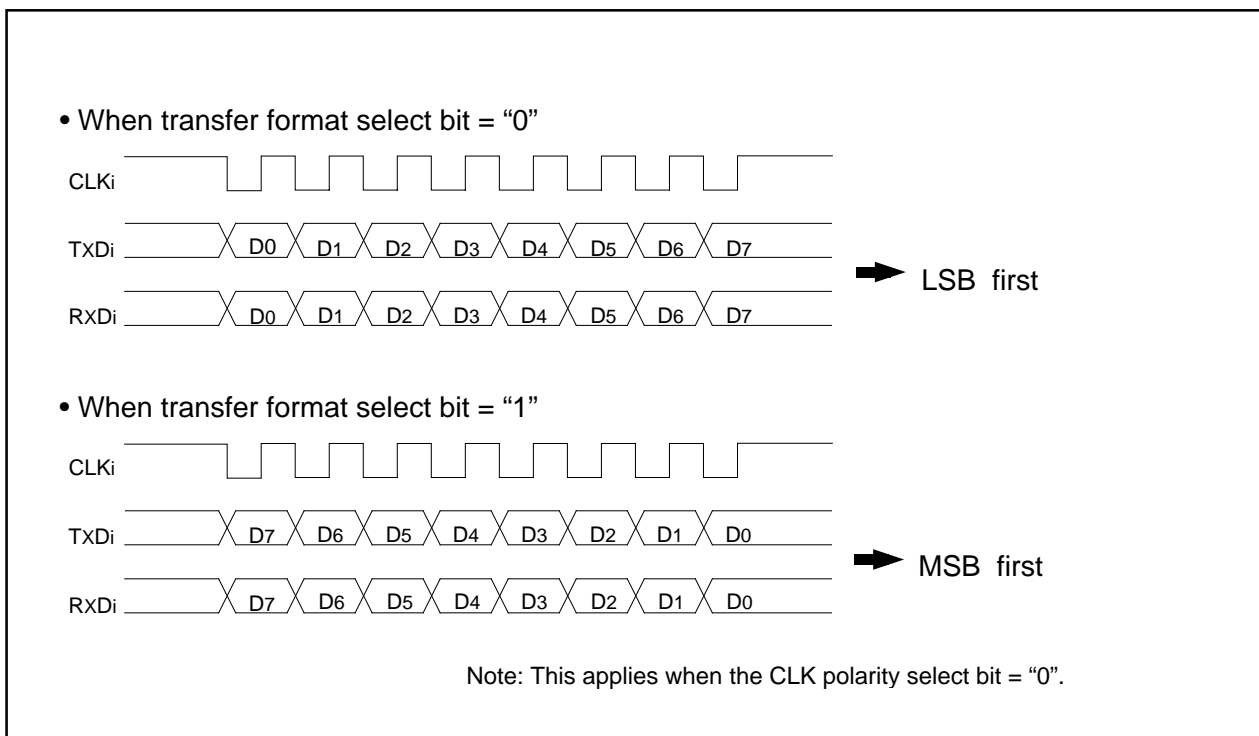 • When transfer format select bit = “0”
CLKi
TXDi D0 D1 D2 D3 D4 D5 D6 D7
RXDi D0 D1 D2 D3 D4 D5 D6 D7
LSB first
• When transfer format select bit = “1”
CLKi
TXDi D7 D6 D5 D4 D3 D2 D1 D0
RXDi D7 D6 D5 D4 D3 D2 D1 D0
MSB first
Note: This applies when the CLK polarity select bit = “0”.